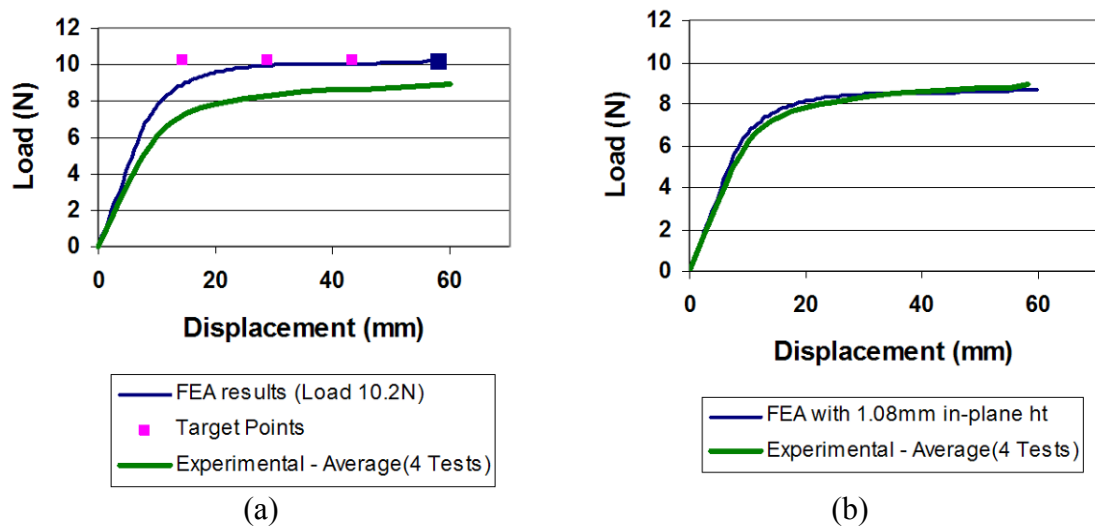 12
10
8
6
4
2
0
Load (N)
0 20 40 60
Displacement (mm)
FEA results (Load 10.2N)
Target Points
Experimental - Average(4 Tests)
(a)
12
10
8
6
4
2
0
Load (N)
0 20 40 60
Displacement (mm)
FEA with 1.08mm in-plane ht
Experimental - Average(4 Tests)
(b)